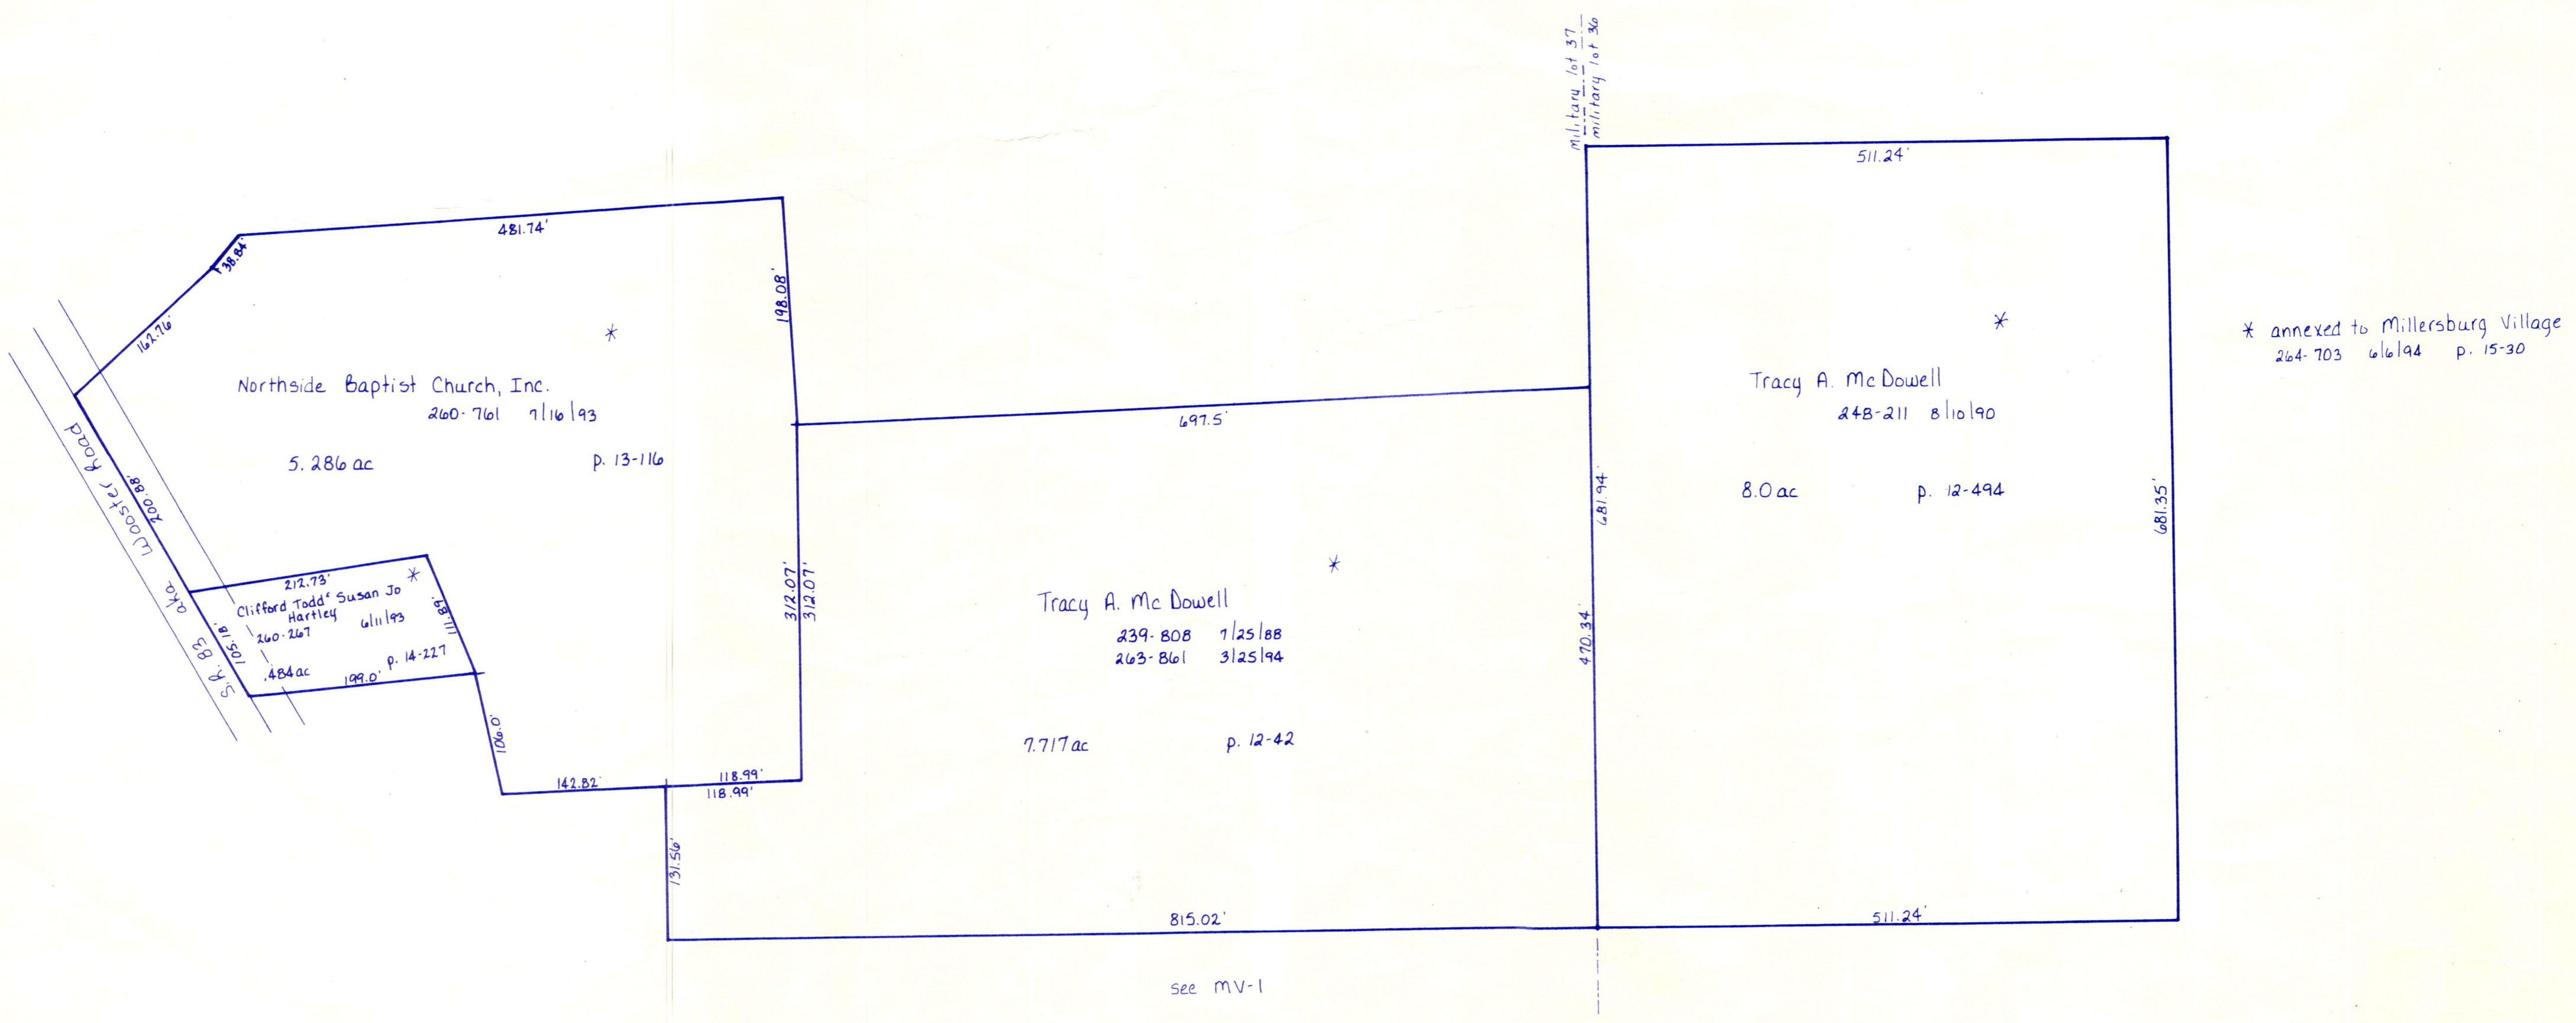 Military lot 37
military lot 36
511.24'
481.74'
38.84'
162.76'
198.08'
*
Northside Baptist Church, Inc.
260-761 7/16/93
5.286 ac p. 13-116
S.R. 83 aka Wooster Road
200.88'
697.5'
*
Tracy A. McDowell
248-211 8/10/90
8.0 ac p. 12-494
681.94'
681.35'
* annexed to Millersburg Village
264-703 6/6/94 p. 15-30
212.73'
*
Clifford Todd & Susan Jo
Hartley
260-267 6/11/93
p. 14-227
.484 ac
105.18'
111.89'
199.0'
312.07'
312.07'
*
Tracy A. McDowell
239-808 7/25/88
263-861 3/25/94
7.717 ac p. 12-42
470.34'
106.0'
142.82'
118.99'
118.99'
131.56'
815.02'
511.24'
see MV-1